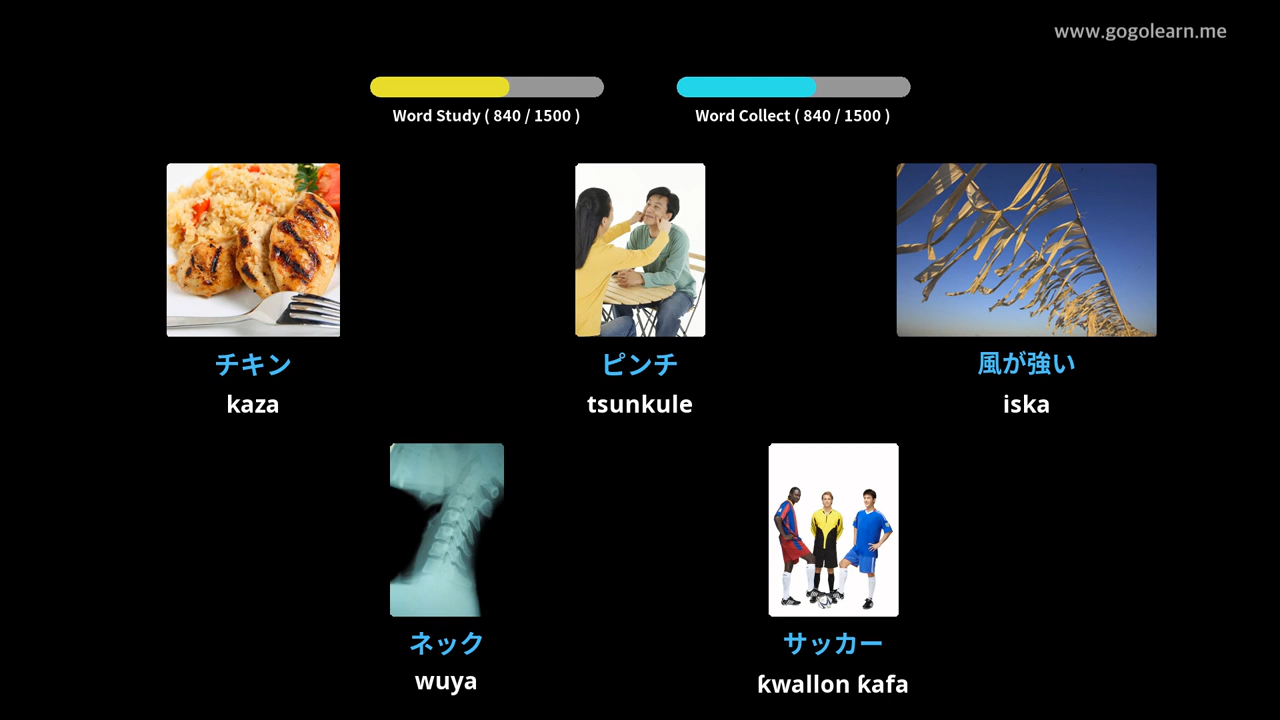 www.gogolearn.me
Word Study ( 840 / 1500 )
Word Collect ( 840 / 1500 )
チキン
kaza
ピンチ
tsunkule
風が強い
iska
ネック
wuya
サッカー
ƙwallon ƙafa